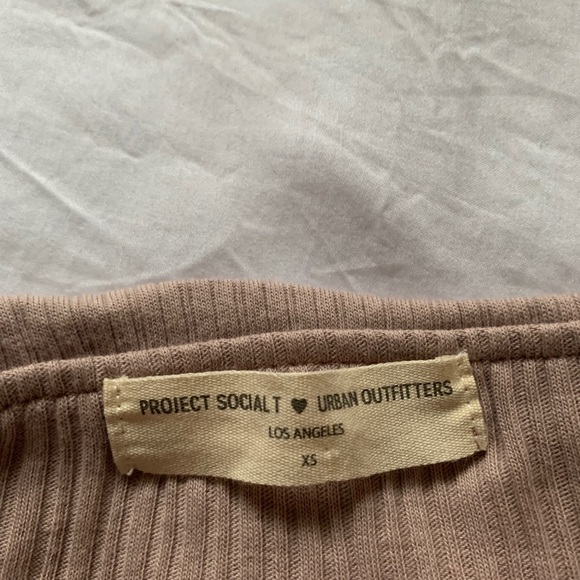 PROJECT SOCIAL T ♥ URBAN OUTFITTERS
LOS ANGELES
XS